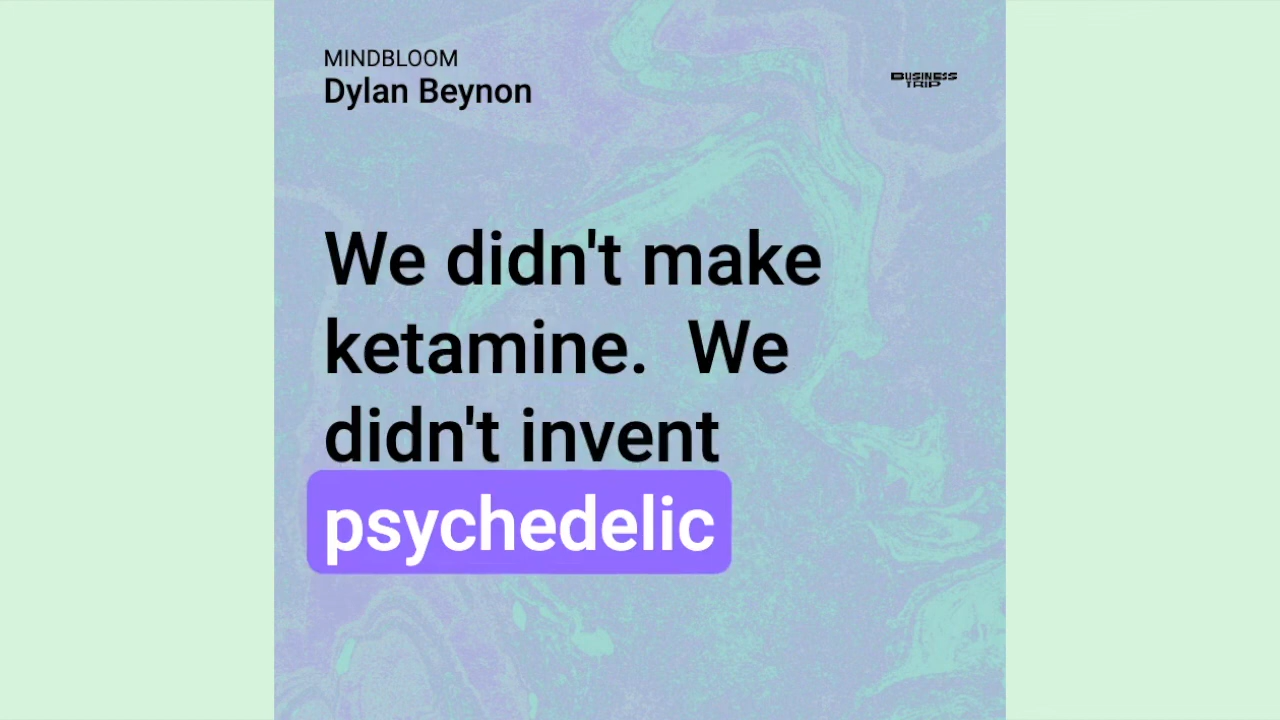 MINDBLOOM
Dylan Beynon
BUSINESS
TRIP
We didn't make
ketamine.  We
didn't invent
psychedelic